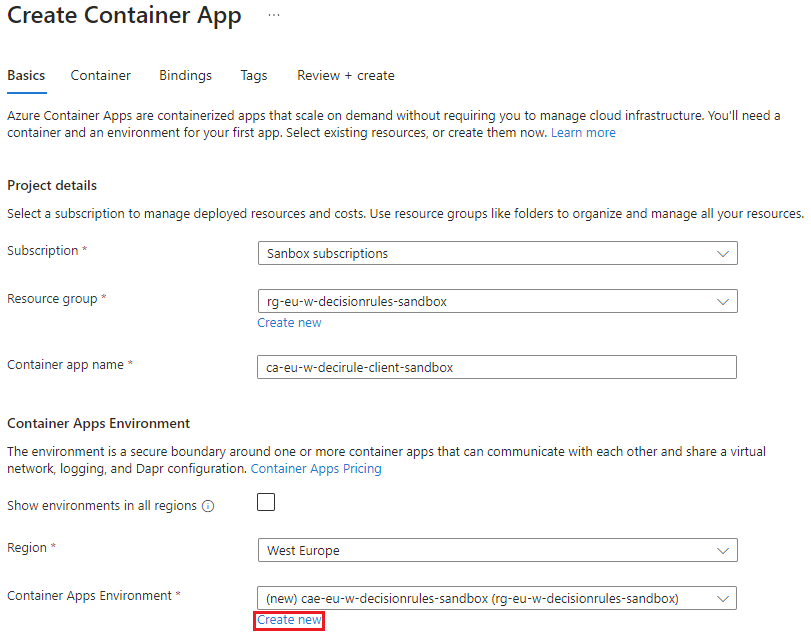 Create Container App ...
Basics Container Bindings Tags Review + create
Azure Container Apps are containerized apps that scale on demand without requiring you to manage cloud infrastructure. You'll need a
container and an environment for your first app. Select existing resources, or create them now. Learn more
Project details
Select a subscription to manage deployed resources and costs. Use resource groups like folders to organize and manage all your resources.
Subscription * Sanbox subscriptions
Resource group * rg-eu-w-decisionrules-sandbox
Create new
Container app name * ca-eu-w-decirule-client-sandbox
Container Apps Environment
The environment is a secure boundary around one or more container apps that can communicate with each other and share a virtual
network, logging, and Dapr configuration. Container Apps Pricing
Show environments in all regions
Region * West Europe
Container Apps Environment * (new) cae-eu-w-decisionrules-sandbox (rg-eu-w-decisionrules-sandbox)
Create new